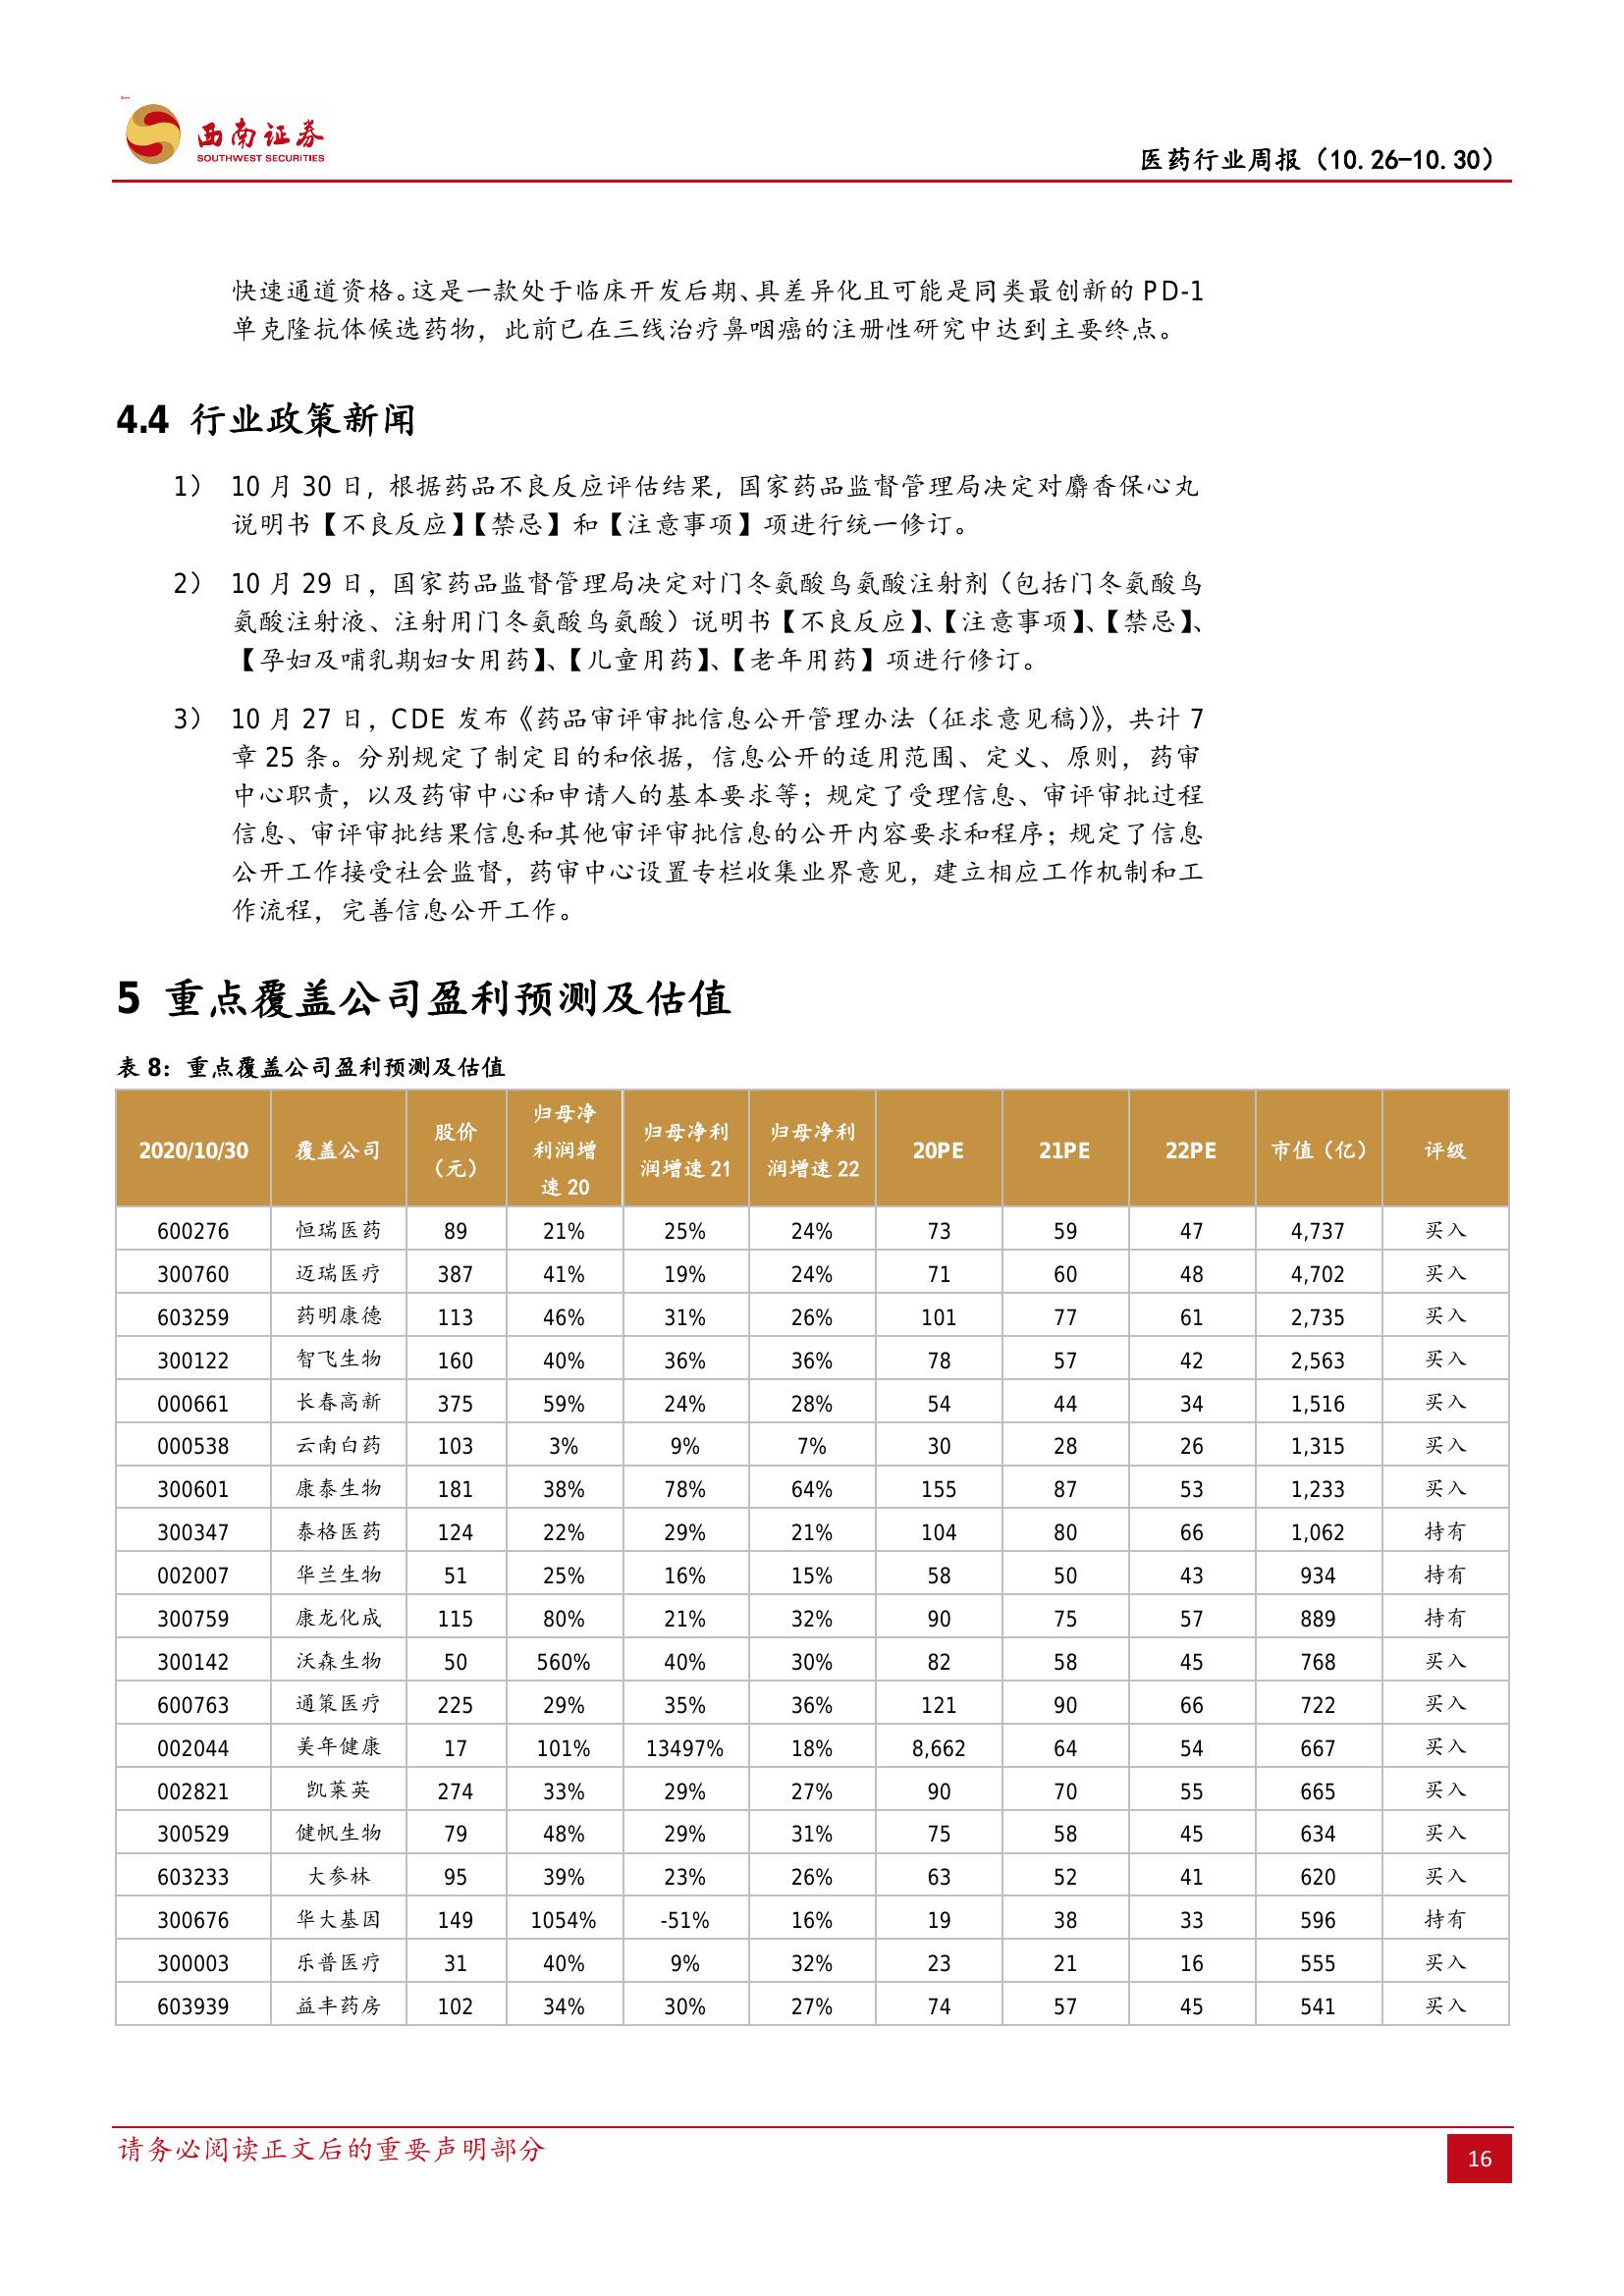 西南证券
SOUTHWEST SECURITIES
医药行业周报（10.26-10.30）
快速通道资格。这是一款处于临床开发后期、具差异化且可能是同类最创新的 PD-1
单克隆抗体候选药物，此前已在三线治疗鼻咽癌的注册性研究中达到主要终点。
4.4 行业政策新闻
1） 10 月 30 日，根据药品不良反应评估结果，国家药品监督管理局决定对麝香保心丸
说明书【不良反应】【禁忌】和【注意事项】项进行统一修订。
2） 10 月 29 日，国家药品监督管理局决定对门冬氨酸鸟氨酸注射剂（包括门冬氨酸鸟
氨酸注射液、注射用门冬氨酸鸟氨酸）说明书【不良反应】、【注意事项】、【禁忌】、
【孕妇及哺乳期妇女用药】、【儿童用药】、【老年用药】项进行修订。
3） 10 月 27 日，CDE 发布《药品审评审批信息公开管理办法（征求意见稿）》，共计 7
章 25 条。分别规定了制定目的和依据，信息公开的适用范围、定义、原则，药审
中心职责，以及药审中心和申请人的基本要求等；规定了受理信息、审评审批过程
信息、审评审批结果信息和其他审评审批信息的公开内容要求和程序；规定了信息
公开工作接受社会监督，药审中心设置专栏收集业界意见，建立相应工作机制和工
作流程，完善信息公开工作。
5 重点覆盖公司盈利预测及估值
表 8：重点覆盖公司盈利预测及估值
2020/10/30 覆盖公司 股价（元） 归母净利润增速 20 归母净利润增速 21 归母净利润增速 22 20PE 21PE 22PE 市值（亿） 评级
600276 恒瑞医药 89 21% 25% 24% 73 59 47 4,737 买入
300760 迈瑞医疗 387 41% 19% 24% 71 60 48 4,702 买入
603259 药明康德 113 46% 31% 26% 101 77 61 2,735 买入
300122 智飞生物 160 40% 36% 36% 78 57 42 2,563 买入
000661 长春高新 375 59% 24% 28% 54 44 34 1,516 买入
000538 云南白药 103 3% 9% 7% 30 28 26 1,315 买入
300601 康泰生物 181 38% 78% 64% 155 87 53 1,233 买入
300347 泰格医药 124 22% 29% 21% 104 80 66 1,062 持有
002007 华兰生物 51 25% 16% 15% 58 50 43 934 持有
300759 康龙化成 115 80% 21% 32% 90 75 57 889 持有
300142 沃森生物 50 560% 40% 30% 82 58 45 768 买入
600763 通策医疗 225 29% 35% 36% 121 90 66 722 买入
002044 美年健康 17 101% 13497% 18% 8,662 64 54 667 买入
002821 凯莱英 274 33% 29% 27% 90 70 55 665 买入
300529 健帆生物 79 48% 29% 31% 75 58 45 634 买入
603233 大参林 95 39% 23% 26% 63 52 41 620 买入
300676 华大基因 149 1054% -51% 16% 19 38 33 596 持有
300003 乐普医疗 31 40% 9% 32% 23 21 16 555 买入
603939 益丰药房 102 34% 30% 27% 74 57 45 541 买入
请务必阅读正文后的重要声明部分
16